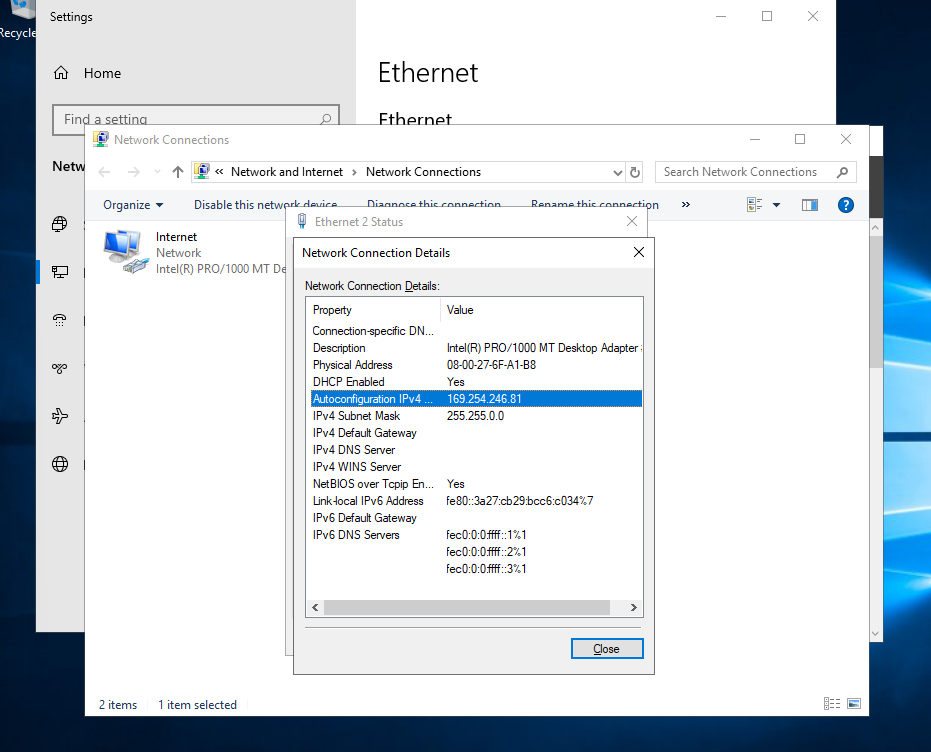 Recycle
Settings
Home
Find a setting
Ethernet
Ethernet
Netw
Network Connections
« Network and Internet › Network Connections
Search Network Connections
Organize
Disable this network device
Diagnose this connection
Rename this connection
»
Internet
Network
Intel(R) PRO/1000 MT De
Ethernet 2 Status
Network Connection Details
Network Connection Details:
Property Value
Connection-specific DN...
Description Intel(R) PRO/1000 MT Desktop Adapter
Physical Address 08-00-27-6F-A1-B8
DHCP Enabled Yes
Autoconfiguration IPv4 ... 169.254.246.81
IPv4 Subnet Mask 255.255.0.0
IPv4 Default Gateway
IPv4 DNS Server
IPv4 WINS Server
NetBIOS over Tcpip En... Yes
Link-local IPv6 Address fe80::3a27:cb29:bcc6:c034%7
IPv6 Default Gateway
IPv6 DNS Servers fec0:0:0:ffff::1%1
fec0:0:0:ffff::2%1
fec0:0:0:ffff::3%1
Close
2 items
1 item selected